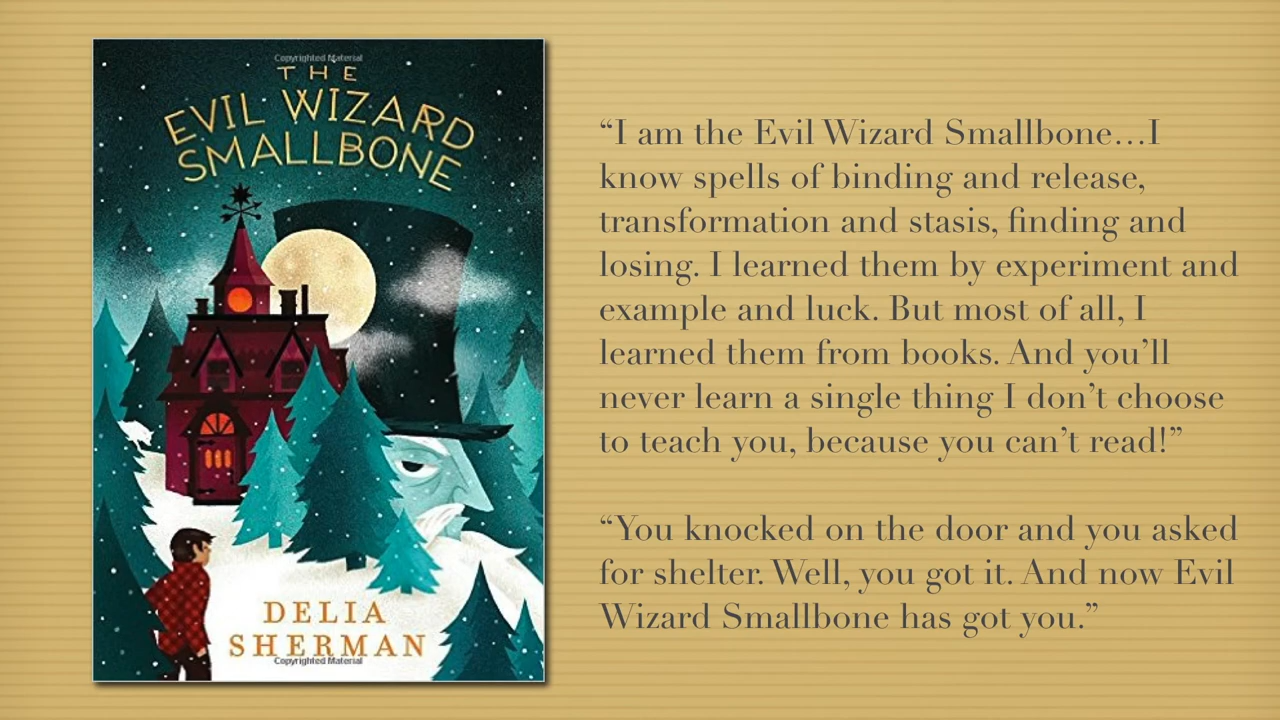 Copyrighted Material
THE
EVIL WIZARD
SMALLBONE
DELIA
SHERMAN
Copyrighted Material
“I am the Evil Wizard Smallbone…I
know spells of binding and release,
transformation and stasis, finding and
losing. I learned them by experiment and
example and luck. But most of all, I
learned them from books. And you’ll
never learn a single thing I don’t choose
to teach you, because you can’t read!”
“You knocked on the door and you asked
for shelter. Well, you got it. And now Evil
Wizard Smallbone has got you.”